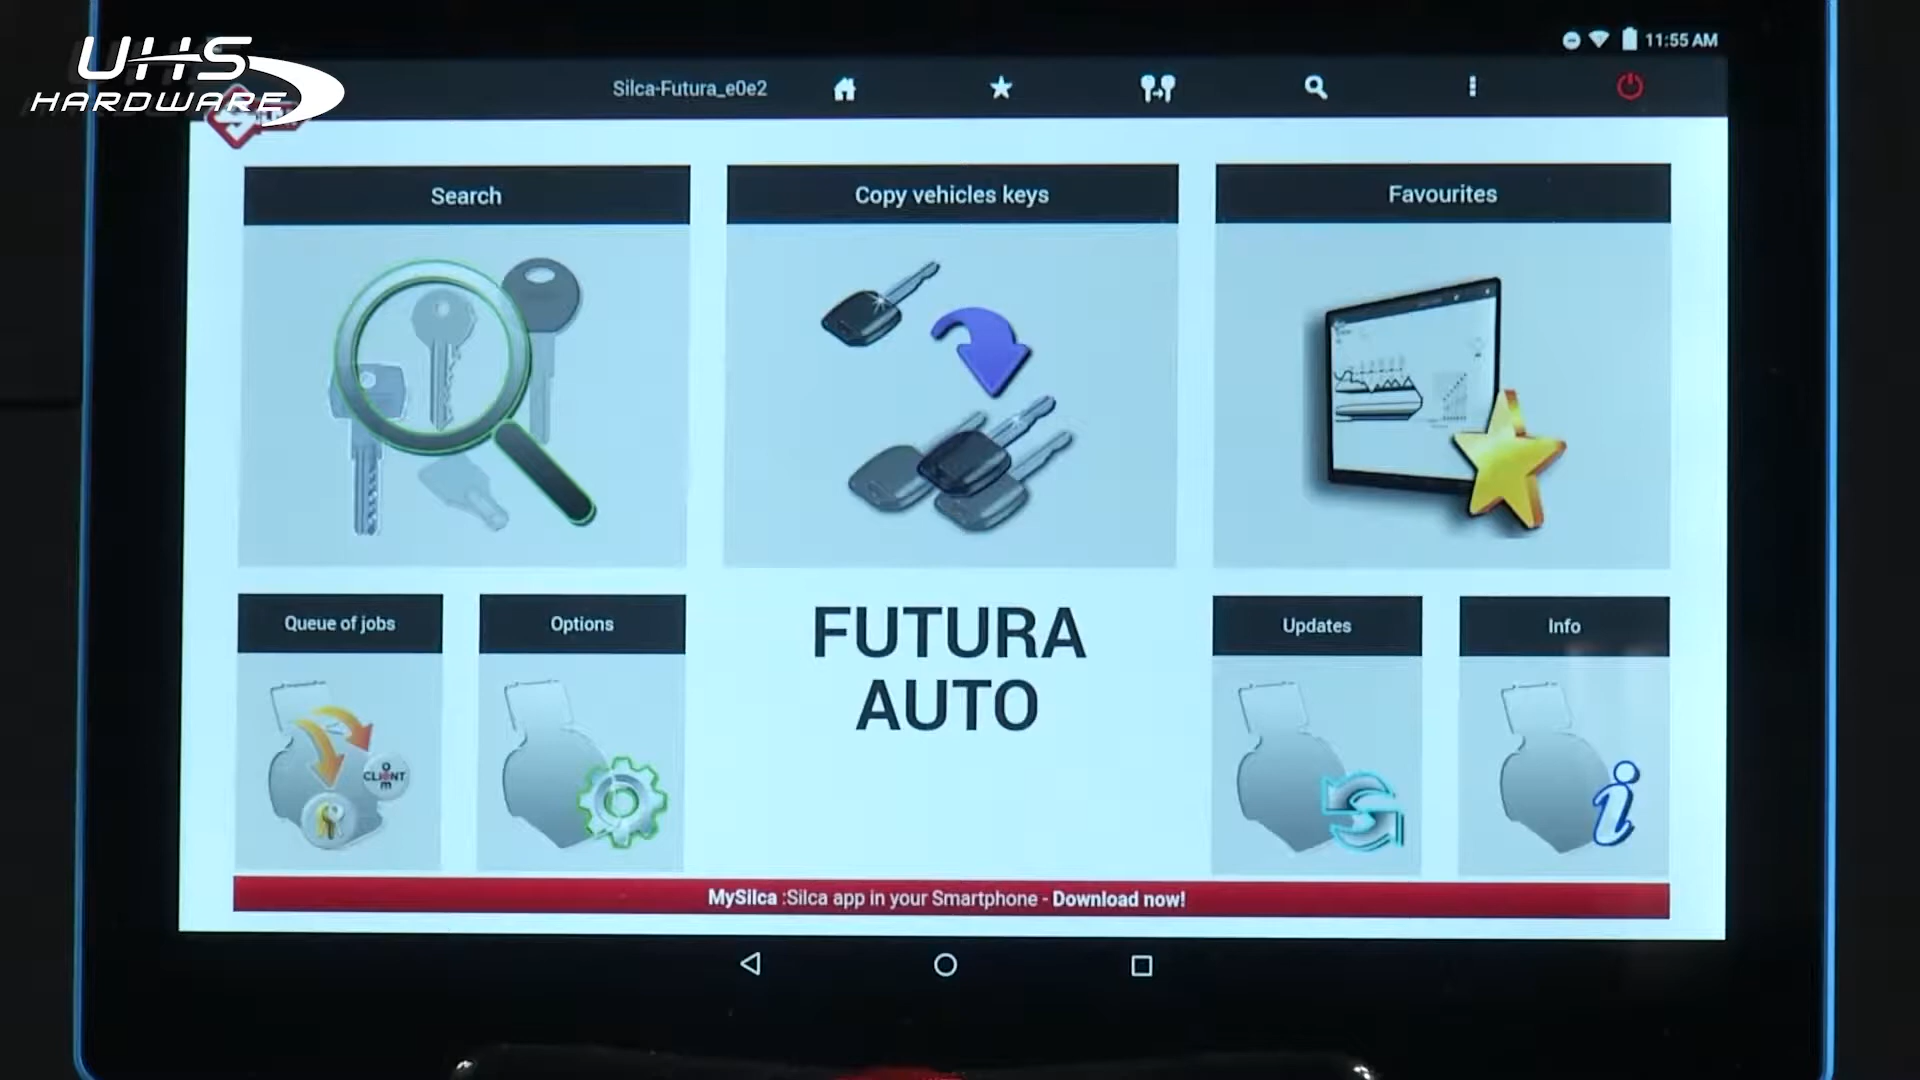 UHS
HARDWARE
11:55 AM
Silca-Futura_e0e2
Search
Copy vehicles keys
Favourites
Queue of jobs
Options
FUTURA
AUTO
Updates
Info
CLIENT
MySilca :Silca app in your Smartphone - Download now!